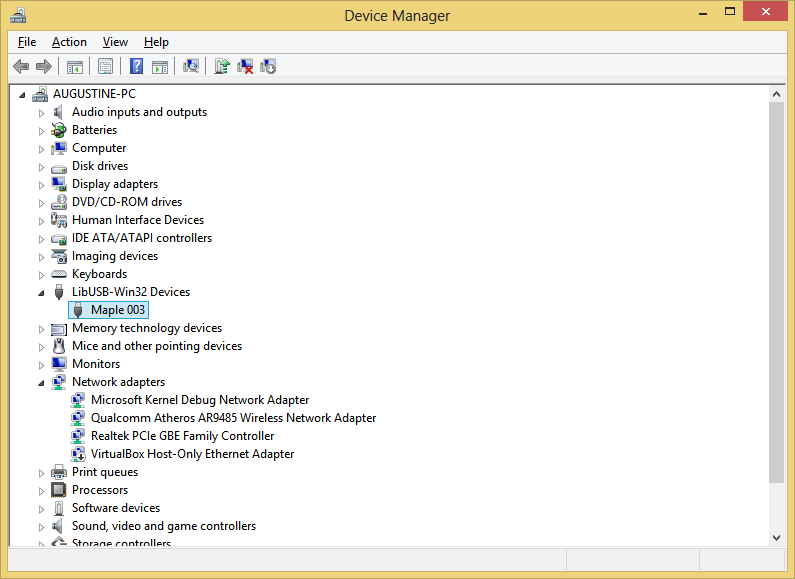 Device Manager
File Action View Help
AUGUSTINE-PC
Audio inputs and outputs
Batteries
Computer
Disk drives
Display adapters
DVD/CD-ROM drives
Human Interface Devices
IDE ATA/ATAPI controllers
Imaging devices
Keyboards
LibUSB-Win32 Devices
Maple 003
Memory technology devices
Mice and other pointing devices
Monitors
Network adapters
Microsoft Kernel Debug Network Adapter
Qualcomm Atheros AR9485 Wireless Network Adapter
Realtek PCIe GBE Family Controller
VirtualBox Host-Only Ethernet Adapter
Print queues
Processors
Software devices
Sound, video and game controllers
Storage controllers